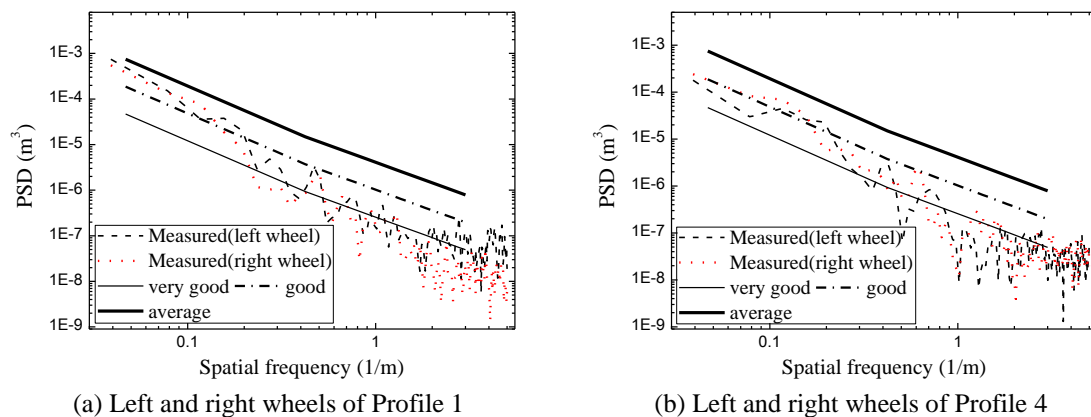 1E-3
1E-4
1E-5
1E-6
1E-7
1E-8
1E-9
PSD (m³)
Measured(left wheel)
Measured(right wheel)
very good
good
average
0.1
1
Spatial frequency (1/m)
(a) Left and right wheels of Profile 1
1E-3
1E-4
1E-5
1E-6
1E-7
1E-8
1E-9
PSD (m³)
Measured(left wheel)
Measured(right wheel)
very good
good
average
0.1
1
Spatial frequency (1/m)
(b) Left and right wheels of Profile 4